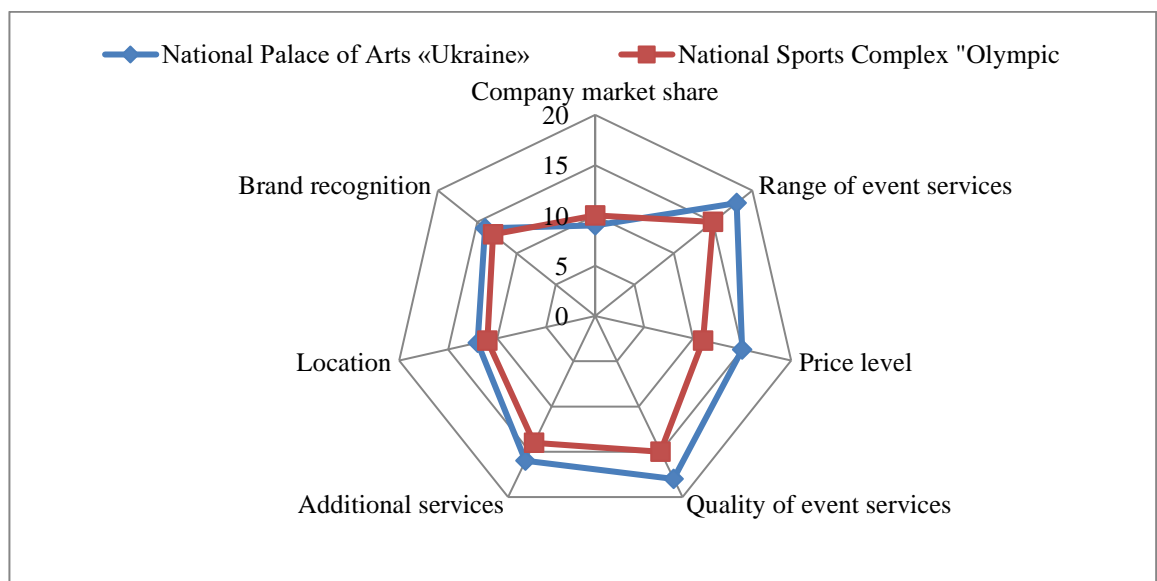 National Palace of Arts «Ukraine» National Sports Complex "Olympic
Company market share
20
15
10
5
0
Brand recognition
Range of event services
Location
Price level
Additional services
Quality of event services